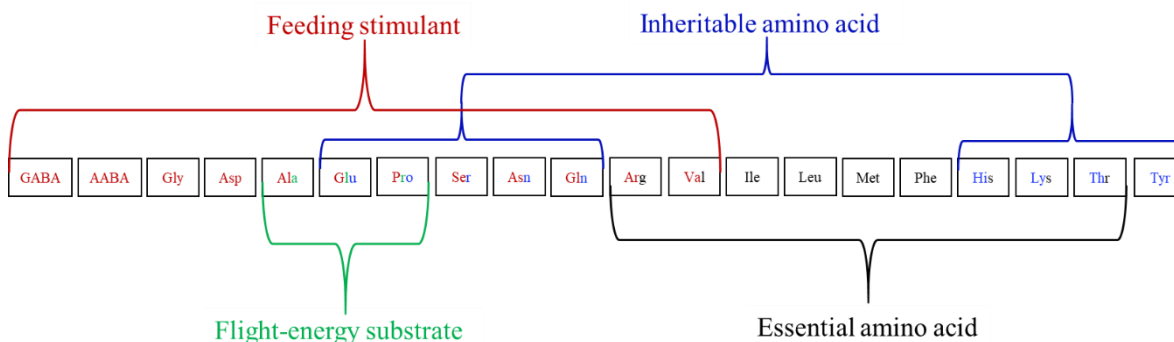 Feeding stimulant Inheritable amino acid
GABA AABA Gly Asp Ala Glu Pro Ser Asn Gln Arg Val Ile Leu Met Phe His Lys Thr Tyr
Flight-energy substrate Essential amino acid